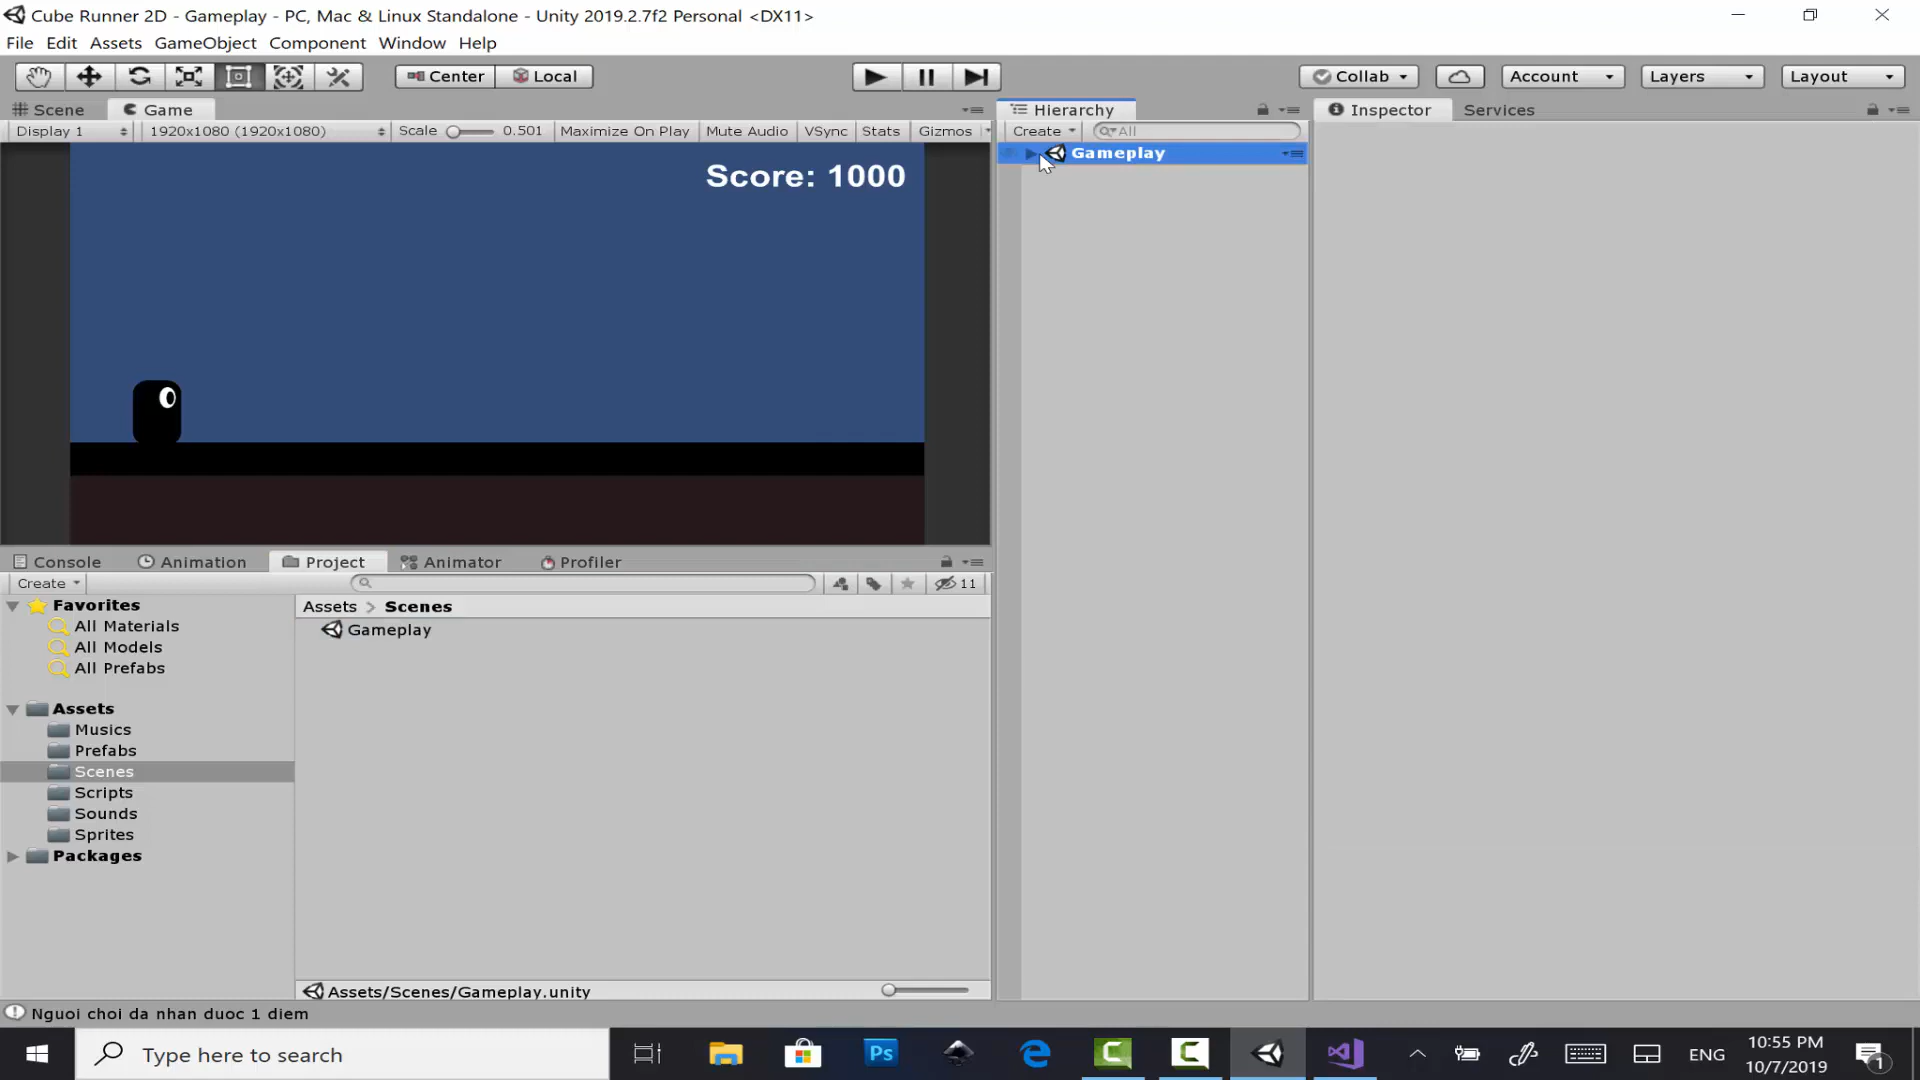 Cube Runner 2D - Gameplay - PC, Mac & Linux Standalone - Unity 2019.2.7f2 Personal <DX11>
File Edit Assets GameObject Component Window Help
Center Local Collab Account Layers Layout
Scene Game Hierarchy Inspector Services
Display 1 1920x1080 (1920x1080) Scale 0.501 Maximize On Play Mute Audio VSync Stats Gizmos Create All
Gameplay
Score: 1000
Console Animation Project Animator Profiler
Create 11
Favorites
All Materials
All Models
All Prefabs
Assets
Musics
Prefabs
Scenes
Scripts
Sounds
Sprites
Packages
Assets > Scenes
Gameplay
Assets/Scenes/Gameplay.unity
Nguoi choi da nhan duoc 1 diem
Type here to search
Ps
ENG
10:55 PM
10/7/2019
1